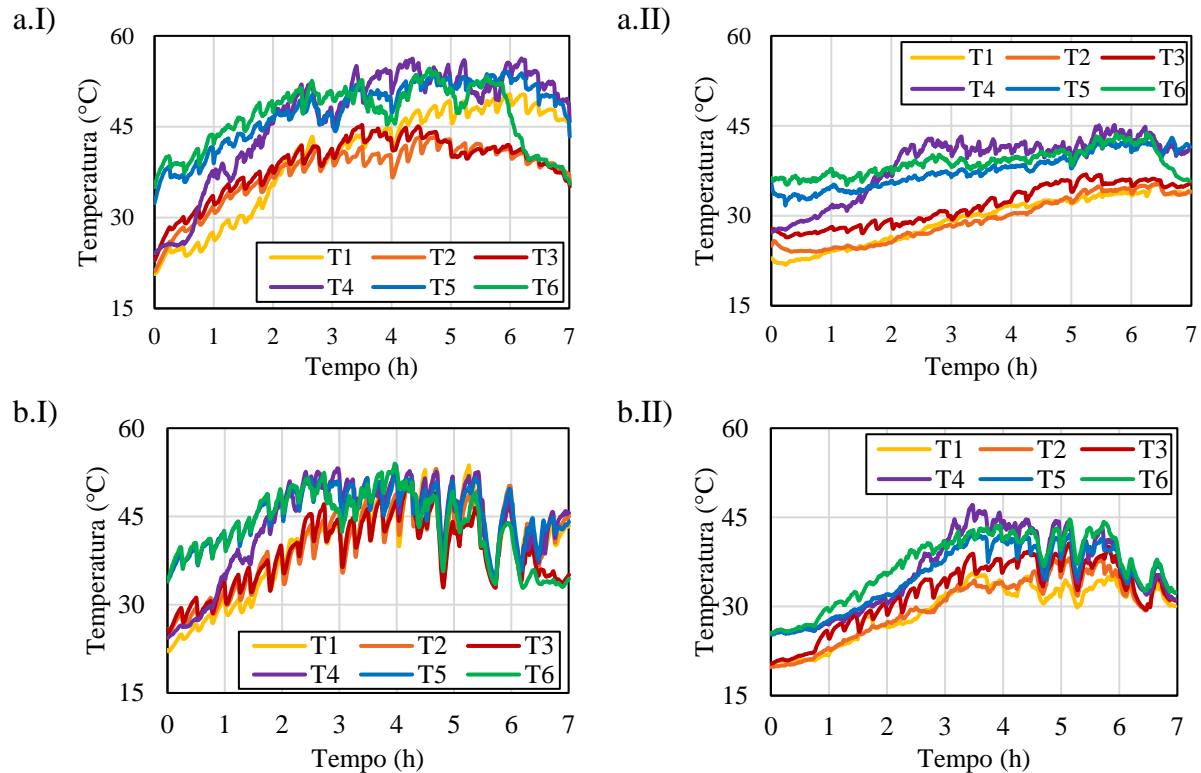 a.I)
Temperatura (°C)
60
45
30
15
T1 T2 T3
T4 T5 T6
0 1 2 3 4 5 6 7
Tempo (h)
a.II)
Temperatura (°C)
60
45
30
15
T1 T2 T3
T4 T5 T6
0 1 2 3 4 5 6 7
Tempo (h)
b.I)
Temperatura (°C)
60
45
30
15
T1 T2 T3
T4 T5 T6
0 1 2 3 4 5 6 7
Tempo (h)
b.II)
Temperatura (°C)
60
45
30
15
T1 T2 T3
T4 T5 T6
0 1 2 3 4 5 6 7
Tempo (h)